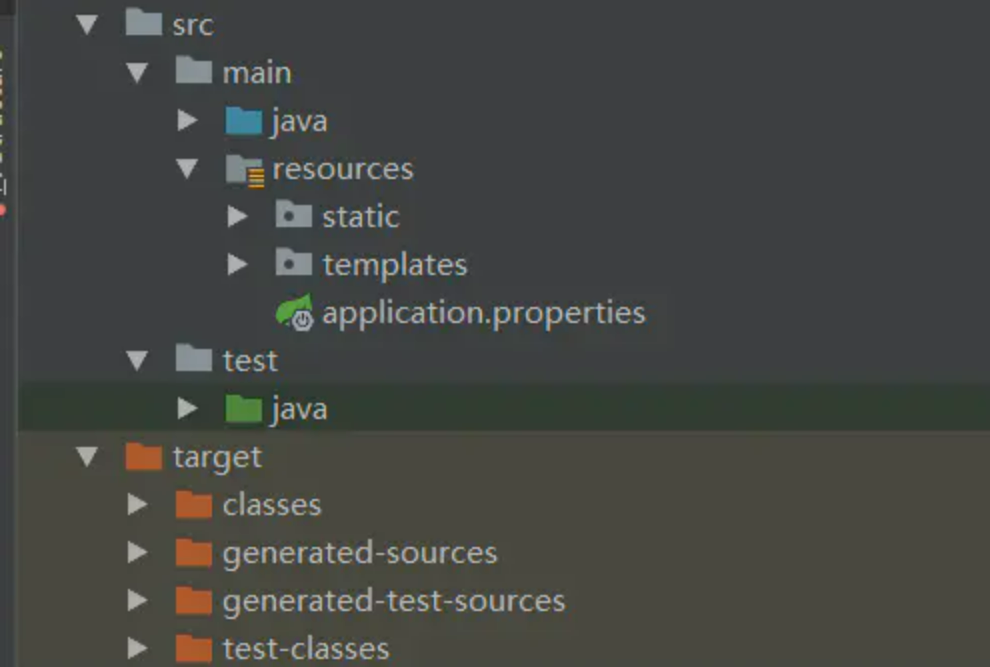 src
main
java
resources
static
templates
application.properties
test
java
target
classes
generated-sources
generated-test-sources
test-classes